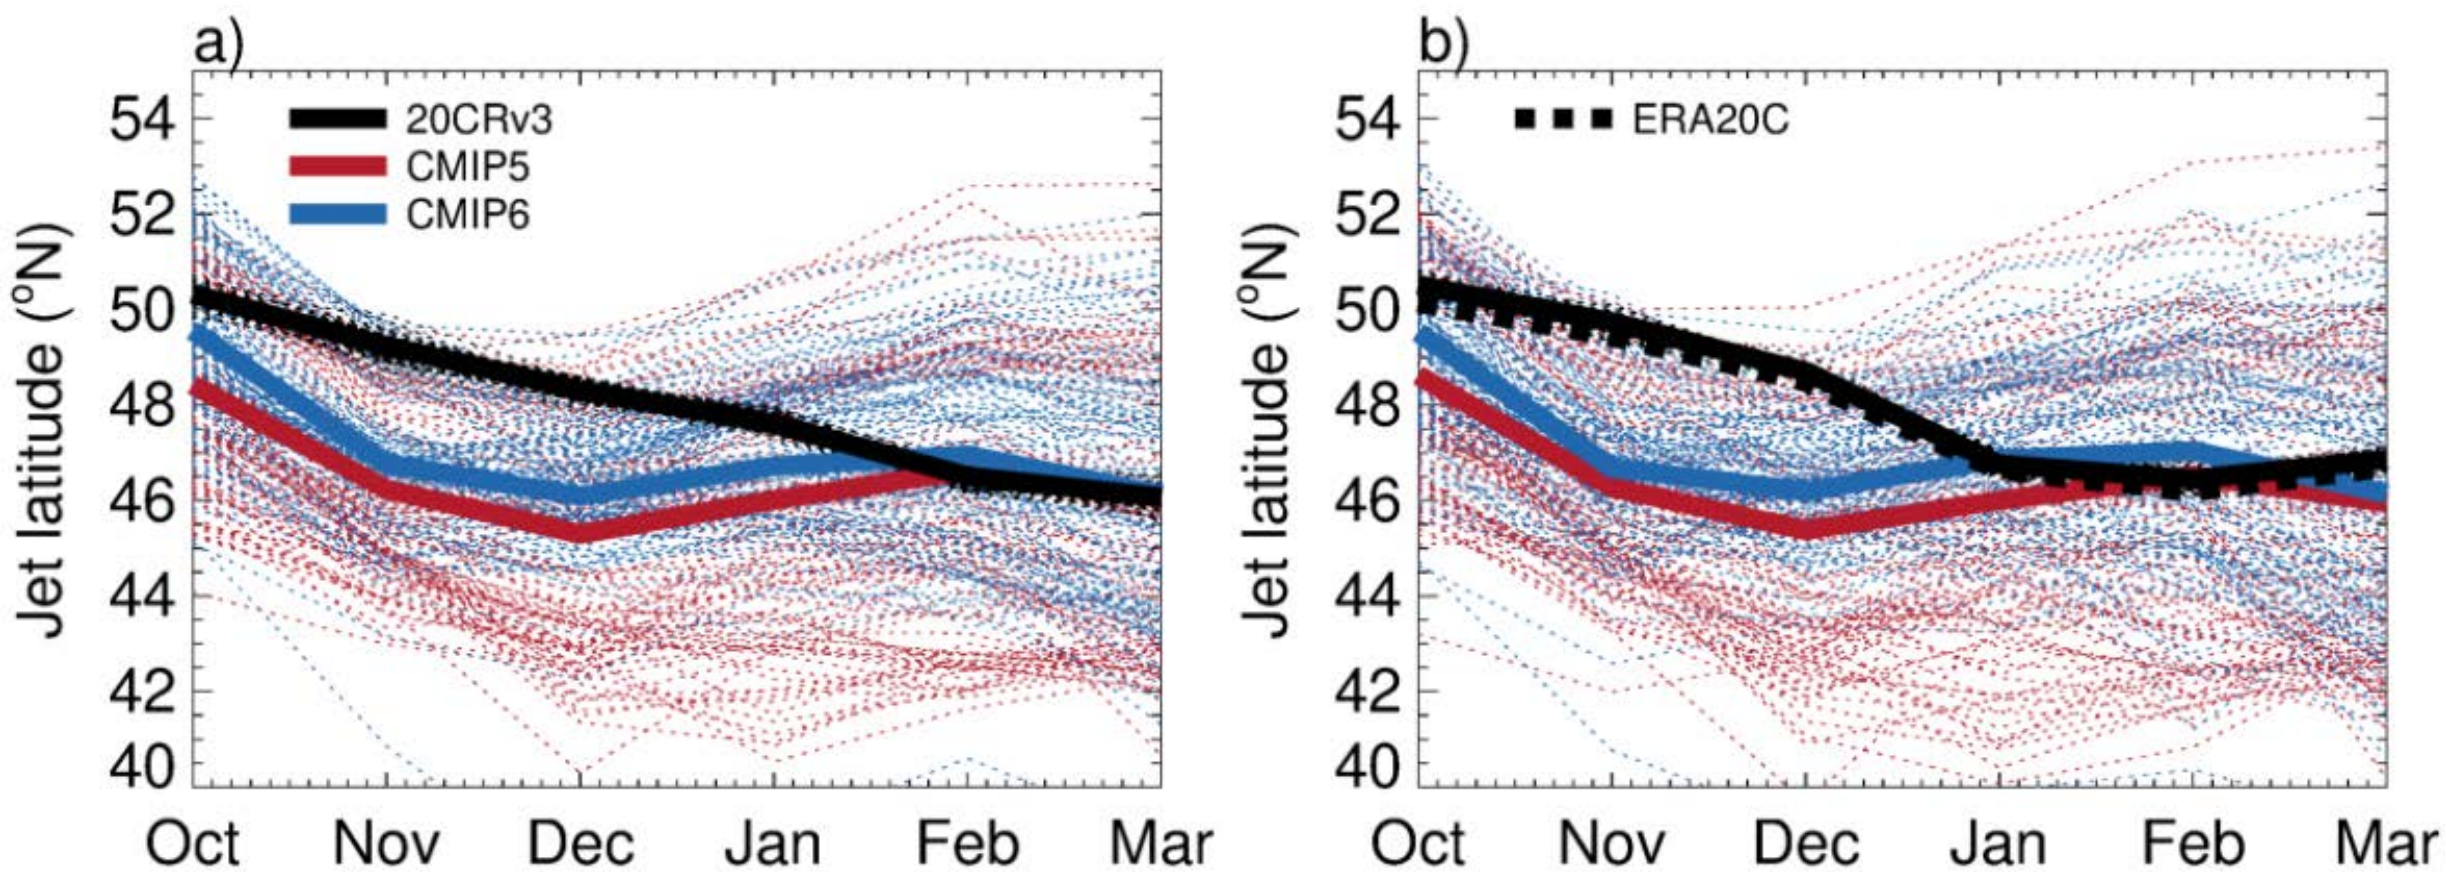 a)
20CRv3
CMIP5
CMIP6
Jet latitude (°N)
54
52
50
48
46
44
42
40
Oct Nov Dec Jan Feb Mar
b)
ERA20C
Jet latitude (°N)
54
52
50
48
46
44
42
40
Oct Nov Dec Jan Feb Mar